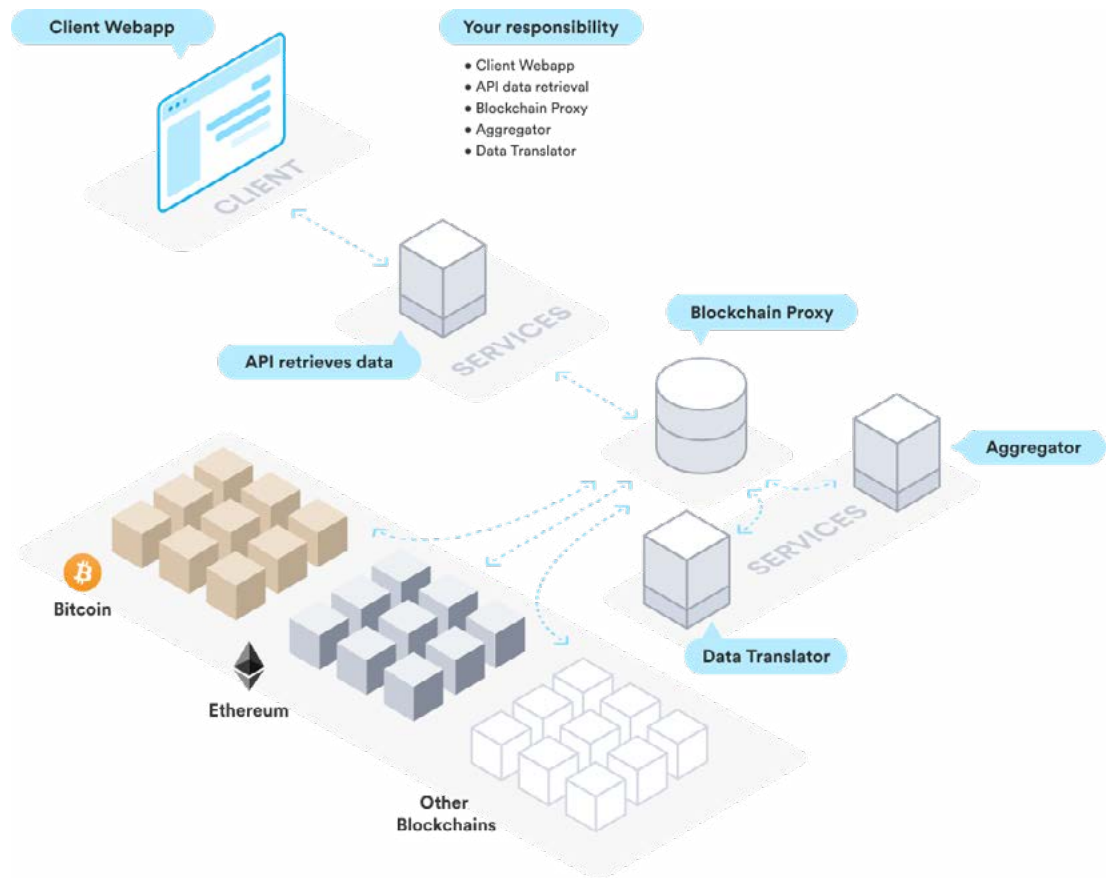 Client Webapp
Your responsibility
• Client Webapp
• API data retrieval
• Blockchain Proxy
• Aggregator
• Data Translator
CLIENT
SERVICES
Blockchain Proxy
API retrieves data
Aggregator
SERVICES
Bitcoin
Data Translator
Ethereum
Other
Blockchains